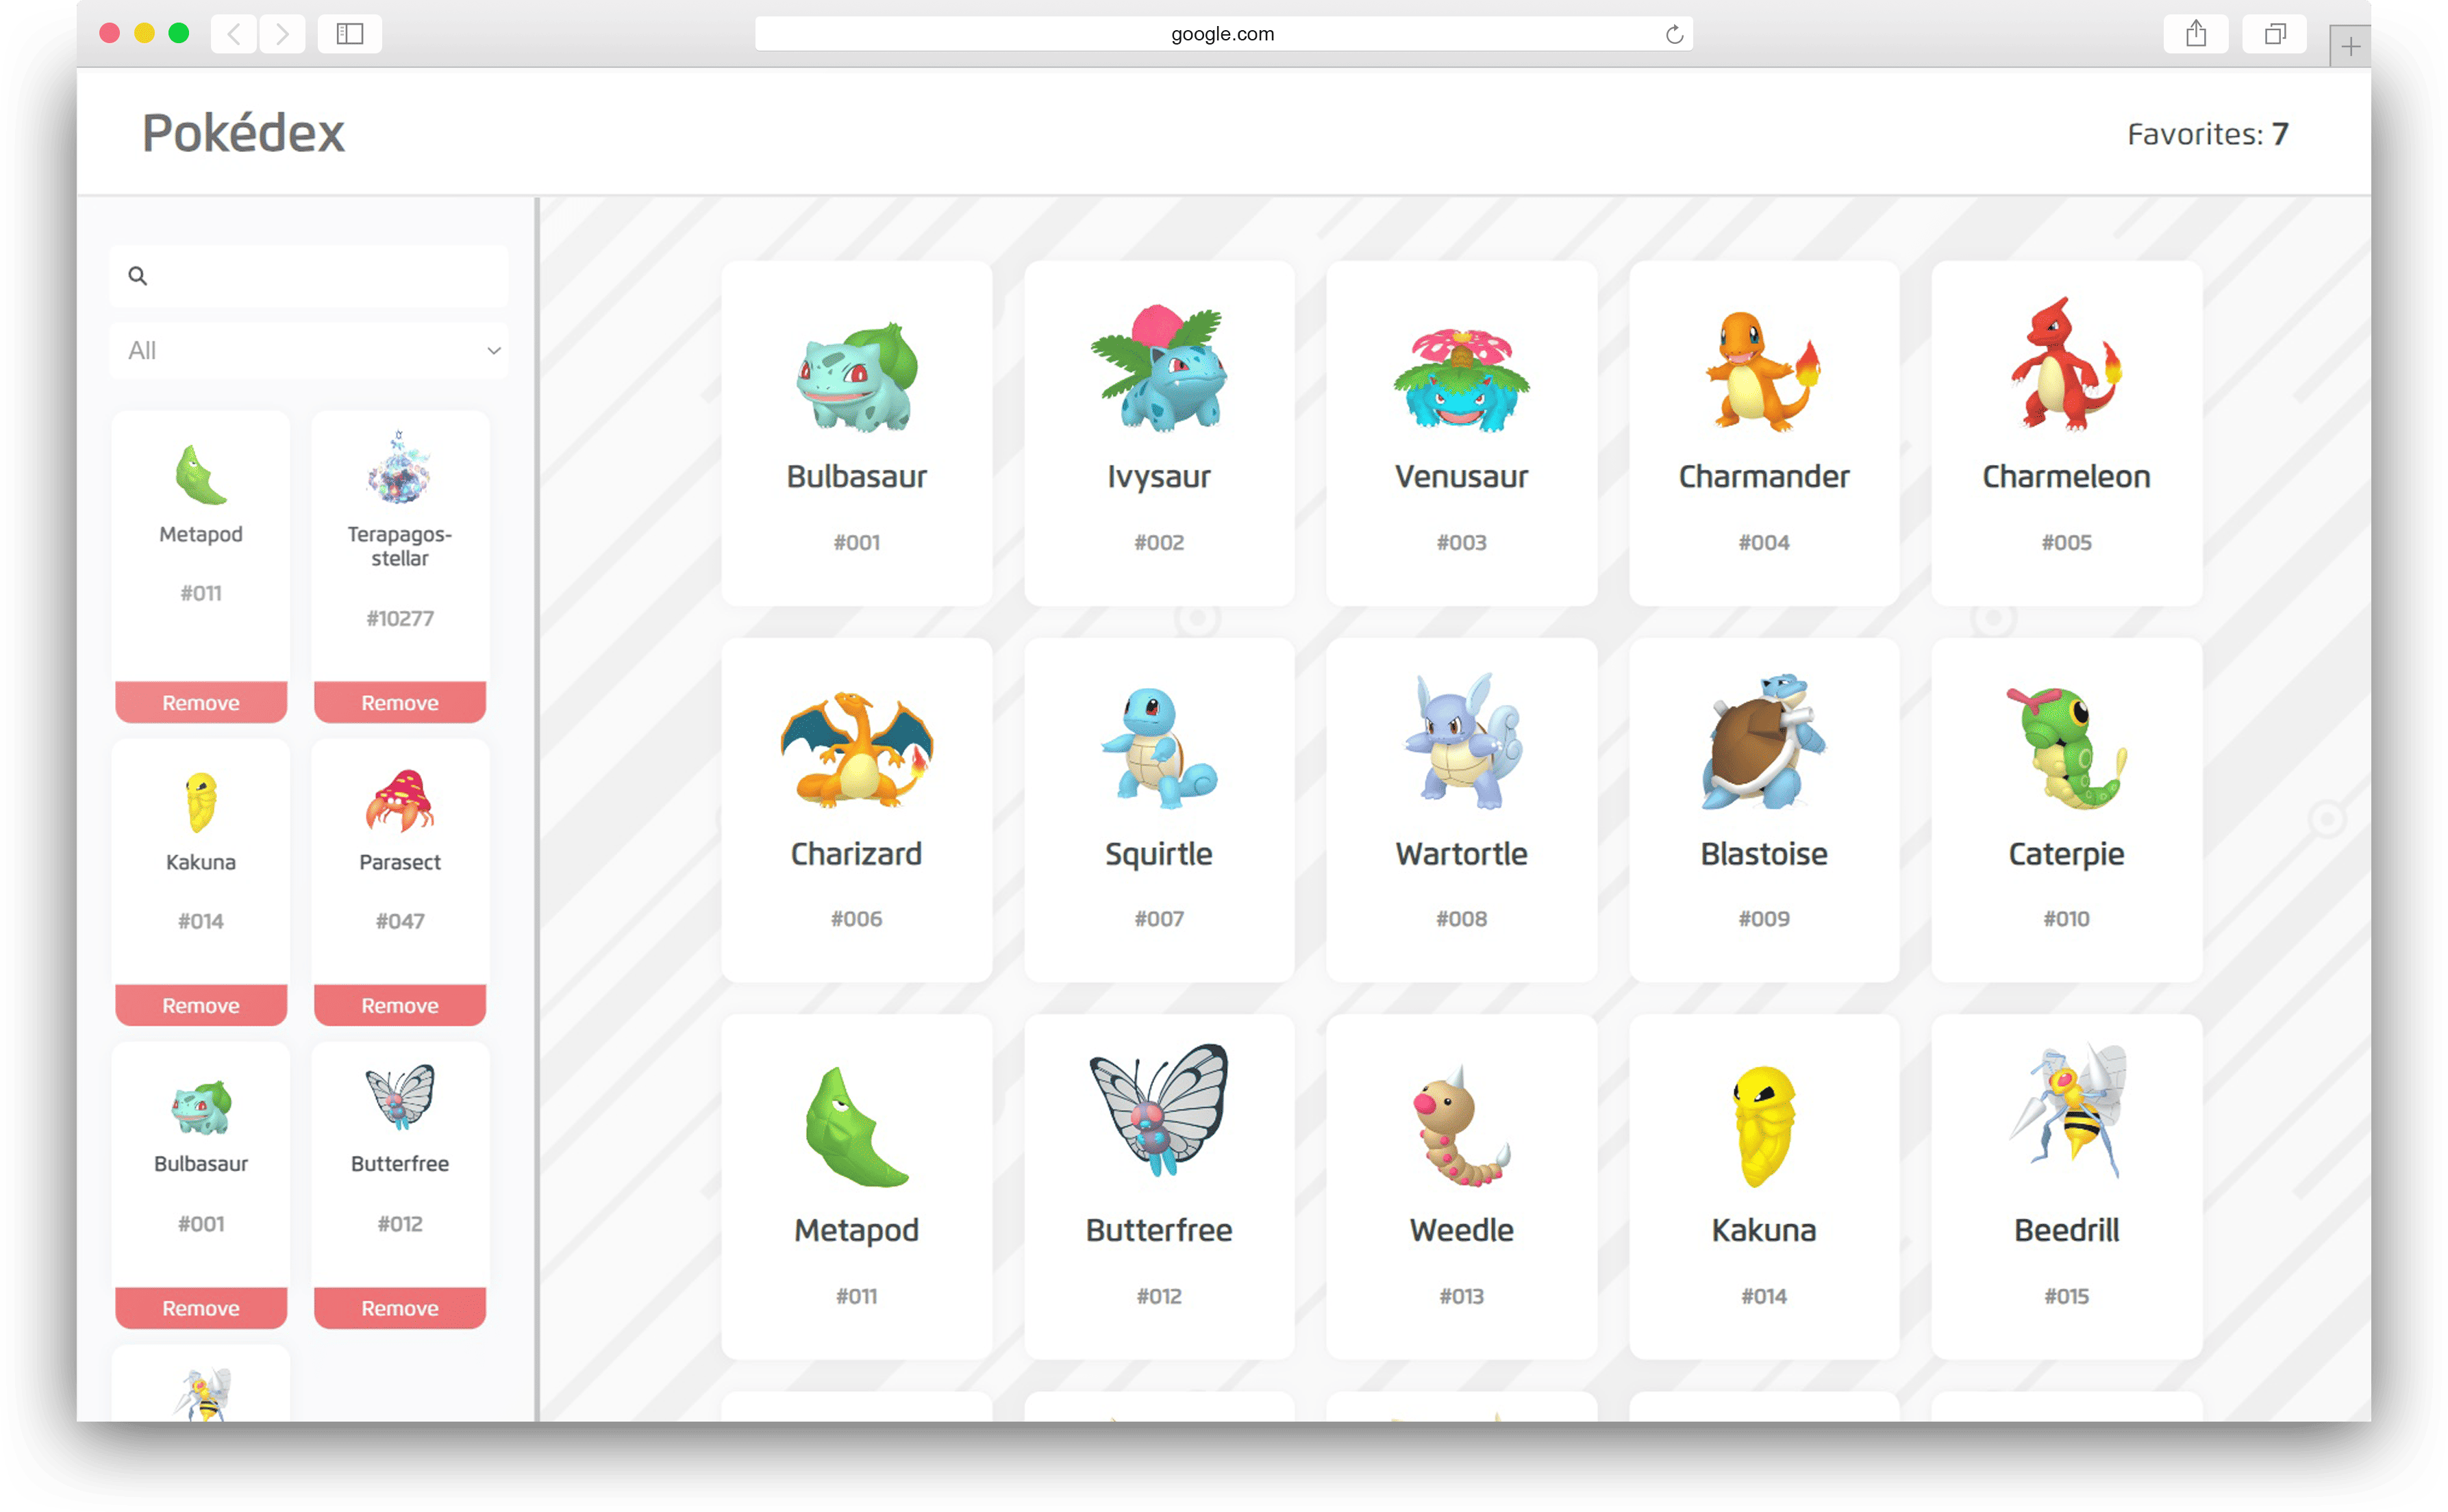 google.com
Pokédex
Favorites: 7
All
Metapod
#011
Remove
Terapagos-
stellar
#10277
Remove
Kakuna
#014
Remove
Parasect
#047
Remove
Bulbasaur
#001
Remove
Butterfree
#012
Remove
Bulbasaur
#001
Ivysaur
#002
Venusaur
#003
Charmander
#004
Charmeleon
#005
Charizard
#006
Squirtle
#007
Wartortle
#008
Blastoise
#009
Caterpie
#010
Metapod
#011
Butterfree
#012
Weedle
#013
Kakuna
#014
Beedrill
#015